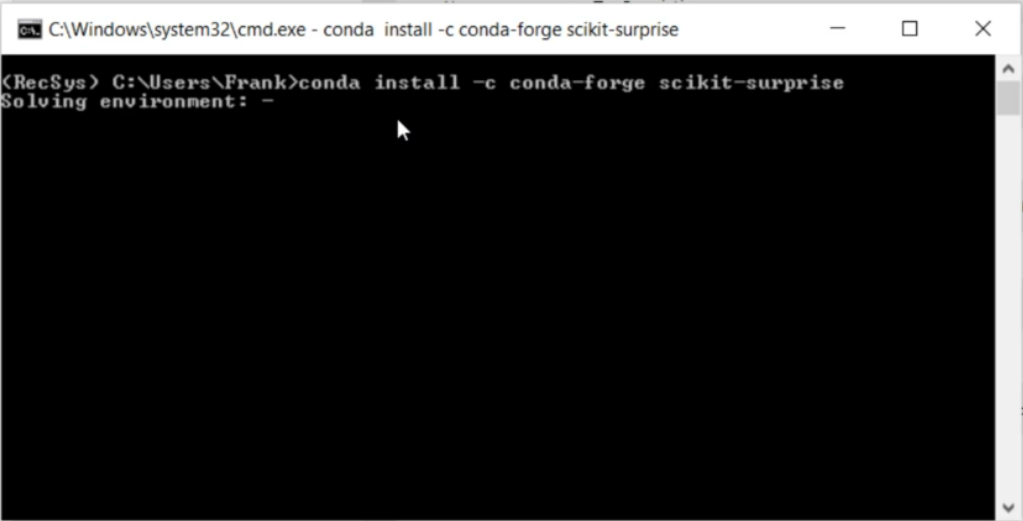 C:\Windows\system32\cmd.exe - conda  install -c conda-forge scikit-surprise
(RecSys) C:\Users\Frank>conda install -c conda-forge scikit-surprise
Solving environment: -